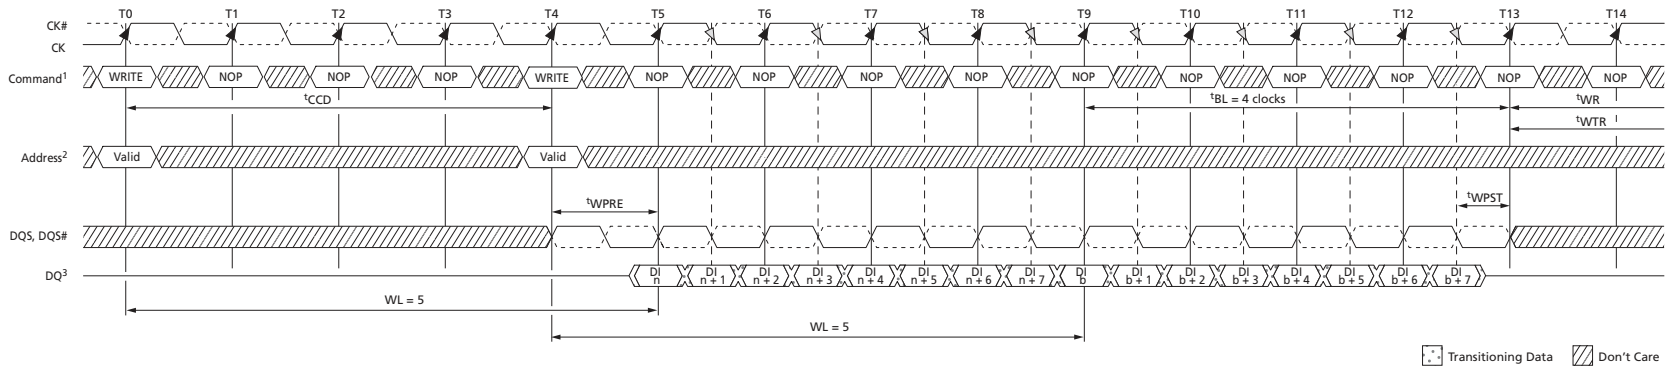 T0 T1 T2 T3 T4 T5 T6 T7 T8 T9 T10 T11 T12 T13 T14
CK#
CK
Command1 WRITE NOP NOP NOP WRITE NOP NOP NOP NOP NOP NOP NOP NOP NOP NOP
tCCD tBL = 4 clocks tWR
tWTR
Address2 Valid Valid
tWPRE tWPST
DQS, DQS#
DQ3 DI n DI n + 1 DI n + 2 DI n + 3 DI n + 4 DI n + 5 DI n + 6 DI n + 7 DI b DI b + 1 DI b + 2 DI b + 3 DI b + 4 DI b + 5 DI b + 6 DI b + 7
WL = 5
WL = 5
Transitioning Data Don't Care